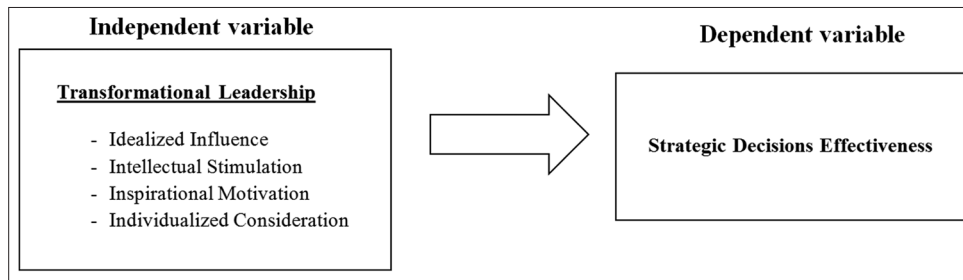 Independent variable
Dependent variable
Transformational Leadership
- Idealized Influence
- Intellectual Stimulation
- Inspirational Motivation
- Individualized Consideration
Strategic Decisions Effectiveness